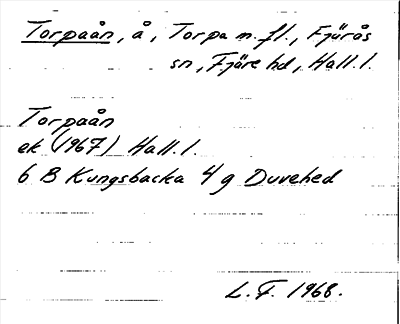 Torpaån, å, Torpa m.fl., Fjärås
sn, Fjäre hd, Hall.l.
Torpaån
ek (1967) Hall.l.
6 B Kungsbacka 4 g Duvehed
L.F. 1968.